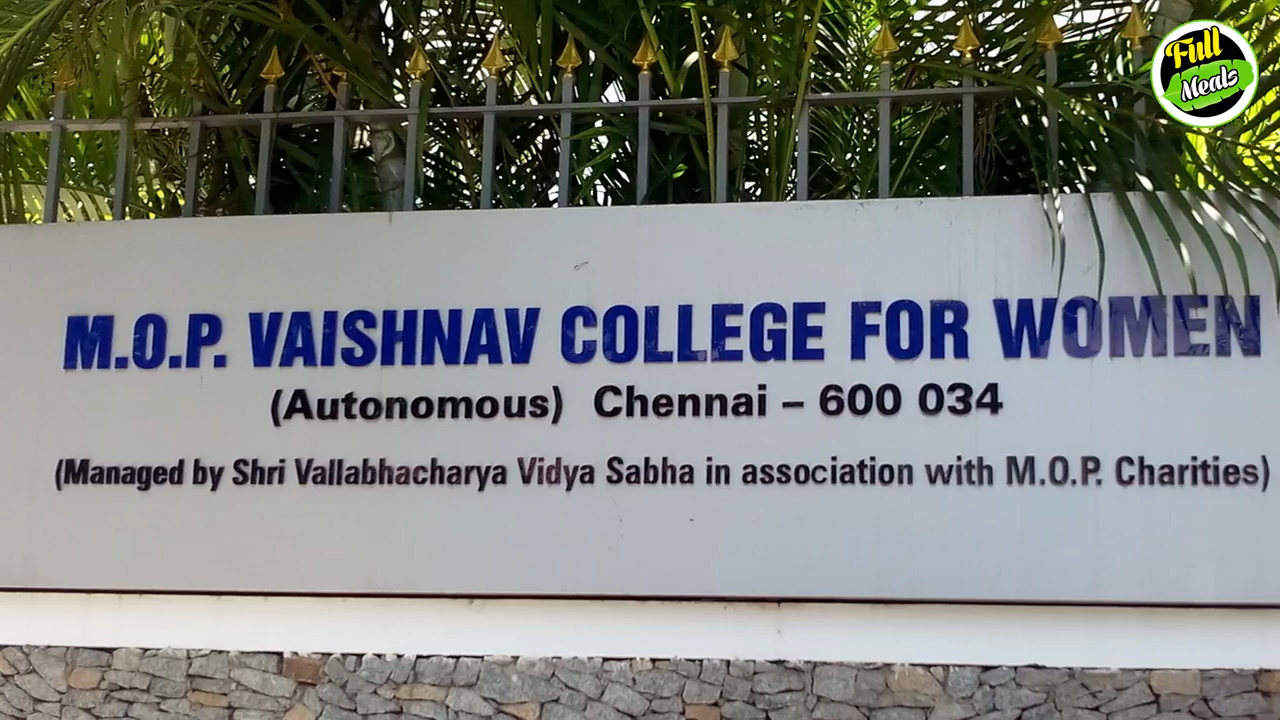 Full
Meals
M.O.P. VAISHNAV COLLEGE FOR WOMEN
(Autonomous) Chennai – 600 034
(Managed by Shri Vallabhacharya Vidya Sabha in association with M.O.P. Charities)